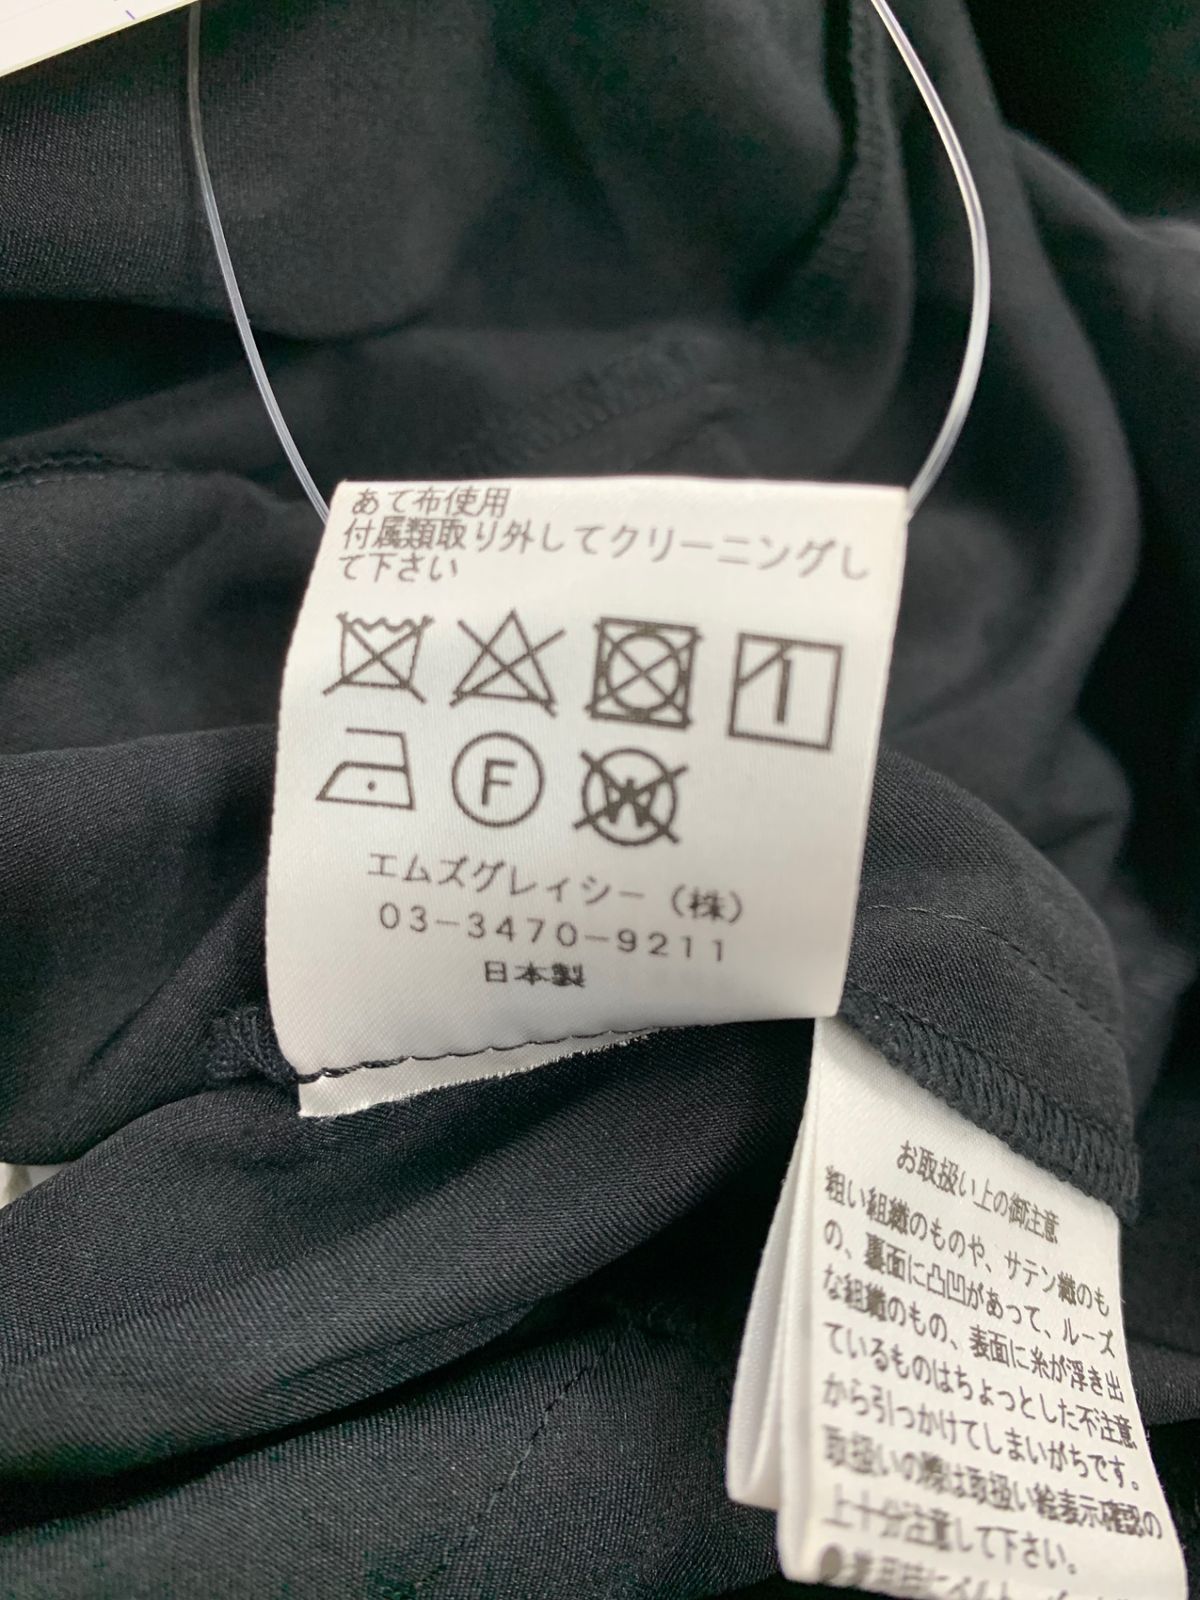 あて布使用
付属類取り外してクリーニングし
て下さい
F
W
エムズグレィシー（株）
03-3470-9211
日本製
お取扱い上の御注意
粗い組織のものや、サテン織のも
の、裏面に凸凹があって、ルーズ
な組織のもの、表面に糸が浮き出
ているものはちょっとした不注意
から引っかけてしまいがちです。
取扱いの際は取扱い絵表示確認の
上十分注意して下さい。